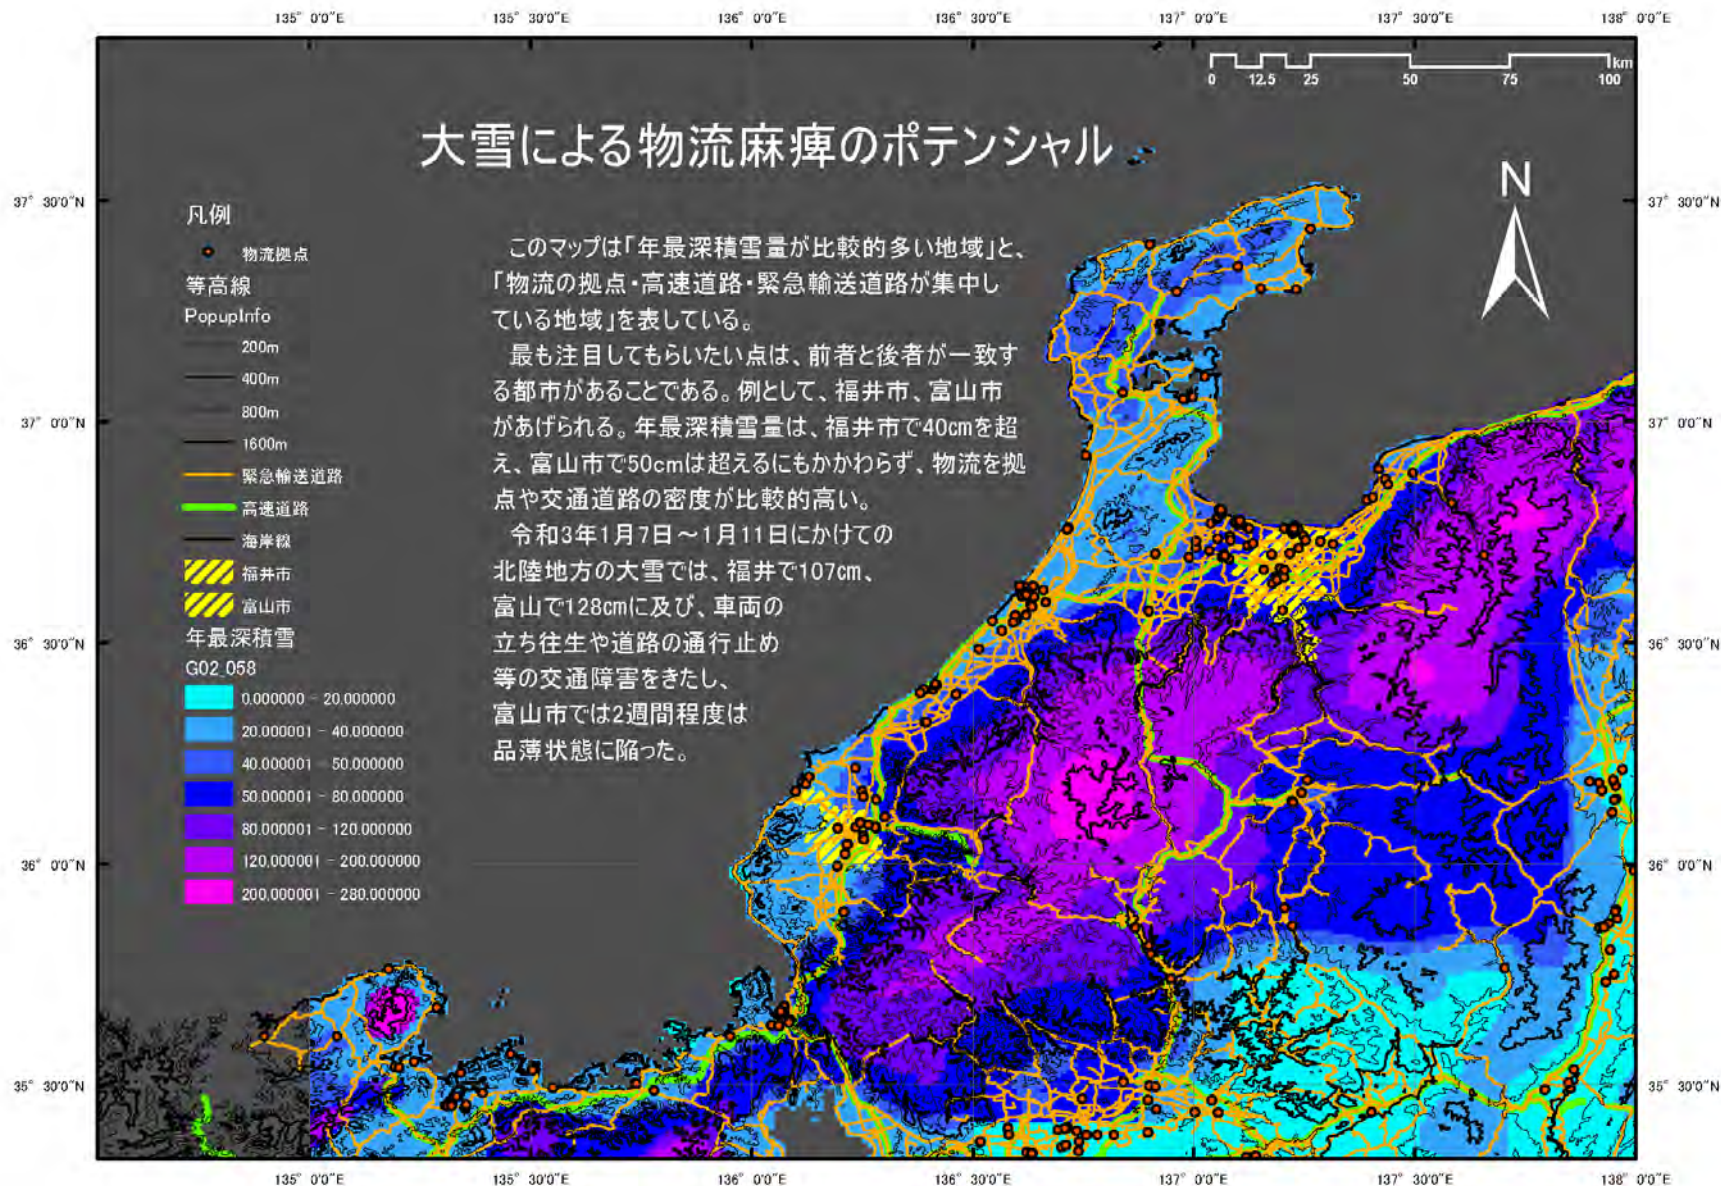 135° 0'0"E 135° 30'0"E 136° 0'0"E 136° 30'0"E 137° 0'0"E 137° 30'0"E 138° 0'0"E
km
0 12.5 25 50 75 100
大雪による物流麻痺のポテンシャル
N
37° 30'0"N
37° 30'0"N
凡例
物流拠点
等高線
PopupInfo
200m
400m
800m
1600m
緊急輸送道路
高速道路
海岸線
福井市
富山市
年最深積雪
G02_058
0.000000 - 20.000000
20.000001 - 40.000000
40.000001 - 50.000000
50.000001 - 80.000000
80.000001 - 120.000000
120.000001 - 200.000000
200.000001 - 280.000000
このマップは「年最深積雪量が比較的多い地域」と、
「物流の拠点・高速道路・緊急輸送道路が集中し
ている地域」を表している。
最も注目してもらいたい点は、前者と後者が一致す
る都市があることである。例として、福井市、富山市
があげられる。年最深積雪量は、福井市で40cmを超
え、富山市で50cmは超えるにもかかわらず、物流を拠
点や交通道路の密度が比較的高い。
令和3年1月7日～1月11日にかけての
北陸地方の大雪では、福井で107cm、
富山で128cmに及び、車両の
立ち往生や道路の通行止め
等の交通障害をきたし、
富山市では2週間程度は
品薄状態に陥った。
37° 0'0"N
37° 0'0"N
36° 30'0"N
36° 30'0"N
36° 0'0"N
36° 0'0"N
35° 30'0"N
35° 30'0"N
135° 0'0"E 135° 30'0"E 136° 0'0"E 136° 30'0"E 137° 0'0"E 137° 30'0"E 138° 0'0"E